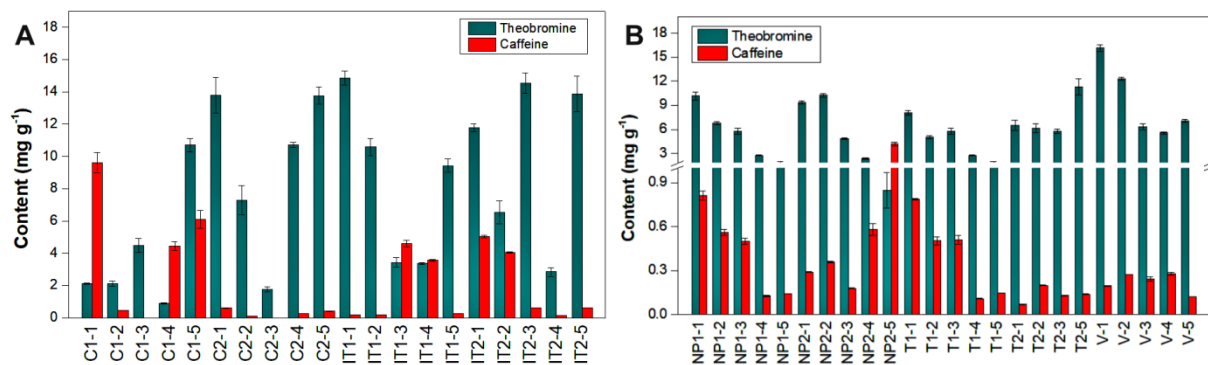 A
Theobromine
Caffeine
Content (mg g⁻¹)
18
16
14
12
10
8
6
4
2
0
C1-1
C1-2
C1-3
C1-4
C1-5
C2-1
C2-2
C2-3
C2-4
C2-5
IT1-1
IT1-2
IT1-3
IT1-4
IT1-5
IT2-1
IT2-2
IT2-3
IT2-4
IT2-5
B
Theobromine
Caffeine
Content (mg g⁻¹)
18
15
12
9
6
3
0.9
0.6
0.3
0.0
NP1-1
NP1-2
NP1-3
NP1-4
NP1-5
NP2-1
NP2-2
NP2-3
NP2-4
NP2-5
T1-1
T1-2
T1-3
T1-4
T1-5
T2-1
T2-2
T2-3
T2-5
V-1
V-2
V-3
V-4
V-5